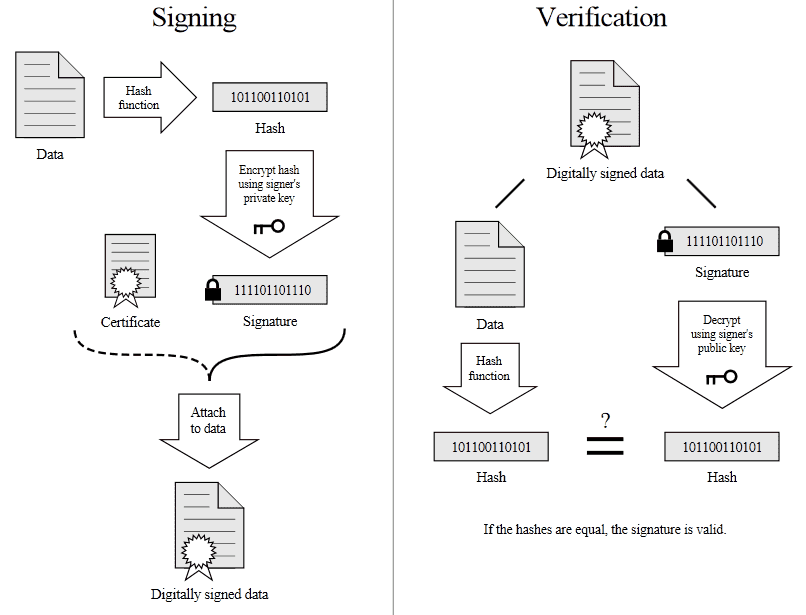 Signing
Data
Hash
function
101100110101
Hash
Encrypt hash
using signer's
private key
Certificate
111101101110
Signature
Attach
to data
Digitally signed data
Verification
Digitally signed data
Data
111101101110
Signature
Hash
function
Decrypt
using signer's
public key
101100110101
Hash
?
101100110101
Hash
If the hashes are equal, the signature is valid.